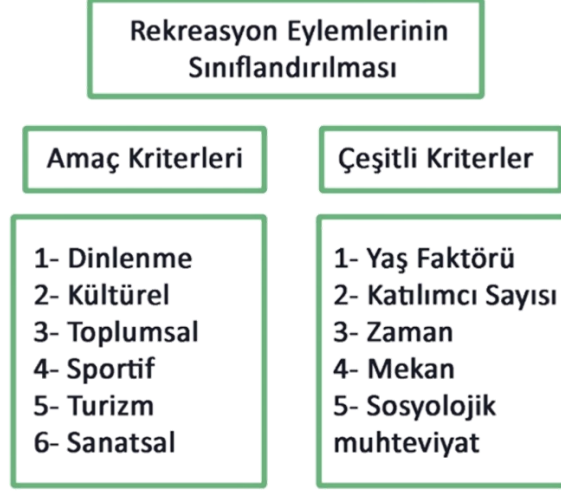 Rekreasyon Eylemlerinin
Sınıflandırılması
Amaç Kriterleri
Çeşitli Kriterler
1- Dinlenme
2- Kültürel
3- Toplumsal
4- Sportif
5- Turizm
6- Sanatsal
1- Yaş Faktörü
2- Katılımcı Sayısı
3- Zaman
4- Mekan
5- Sosyolojik
muhteviyat